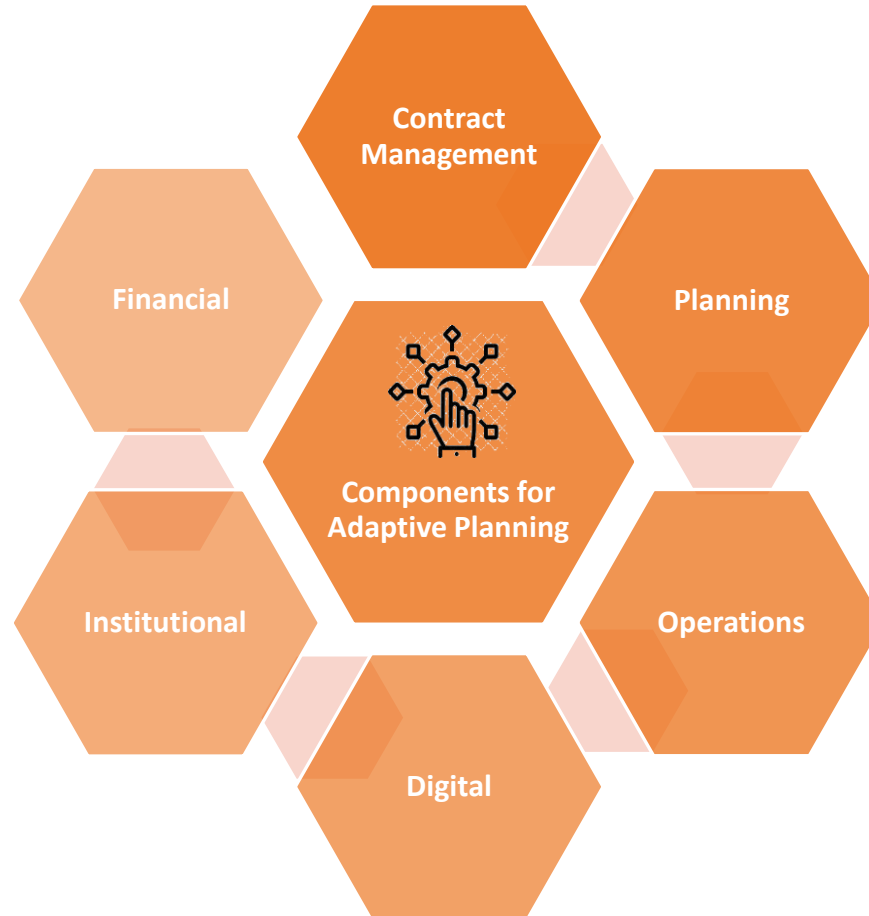 Contract
Management
Planning
Operations
Digital
Institutional
Financial
Components for
Adaptive Planning